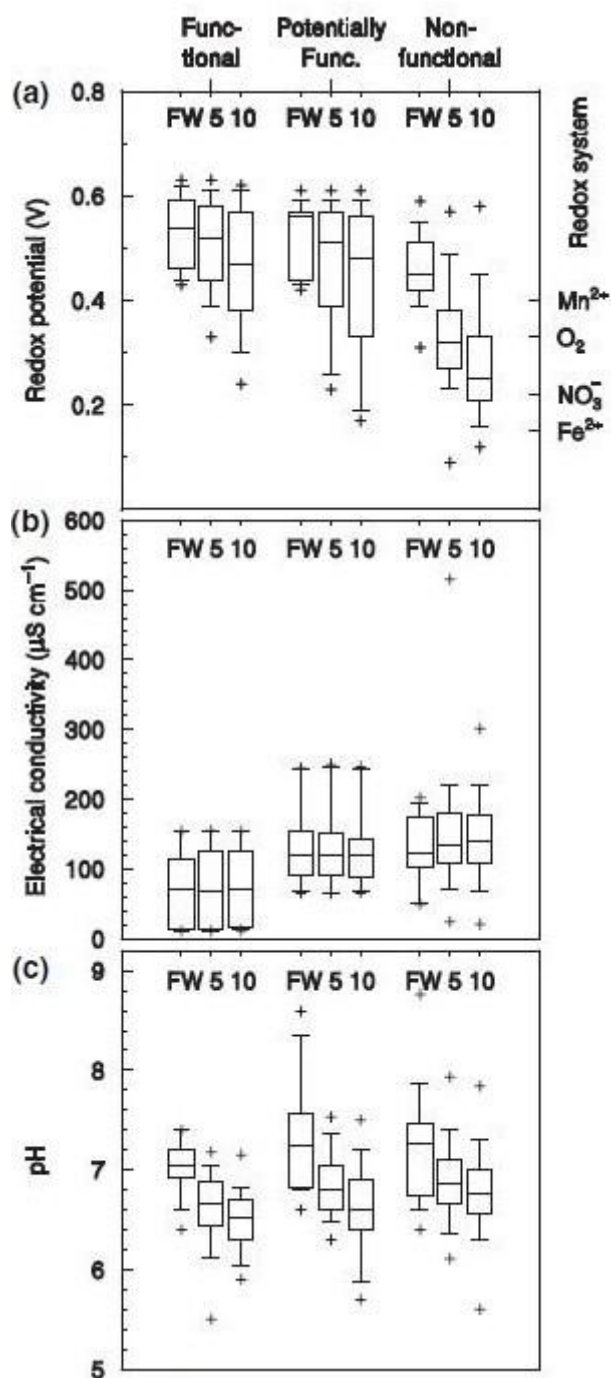 Func-
tional
Potentially
Func.
Non-
functional
(a)
0.8
FW 5 10
FW 5 10
FW 5 10
0.6
0.4
0.2
Redox potential (V)
Redox system
Mn²⁺
O₂
NO₃⁻
Fe²⁺
(b)
600
FW 5 10
FW 5 10
FW 5 10
500
400
300
200
100
0
Electrical conductivity (µS cm⁻¹)
(c)
9
FW 5 10
FW 5 10
FW 5 10
8
7
6
5
pH